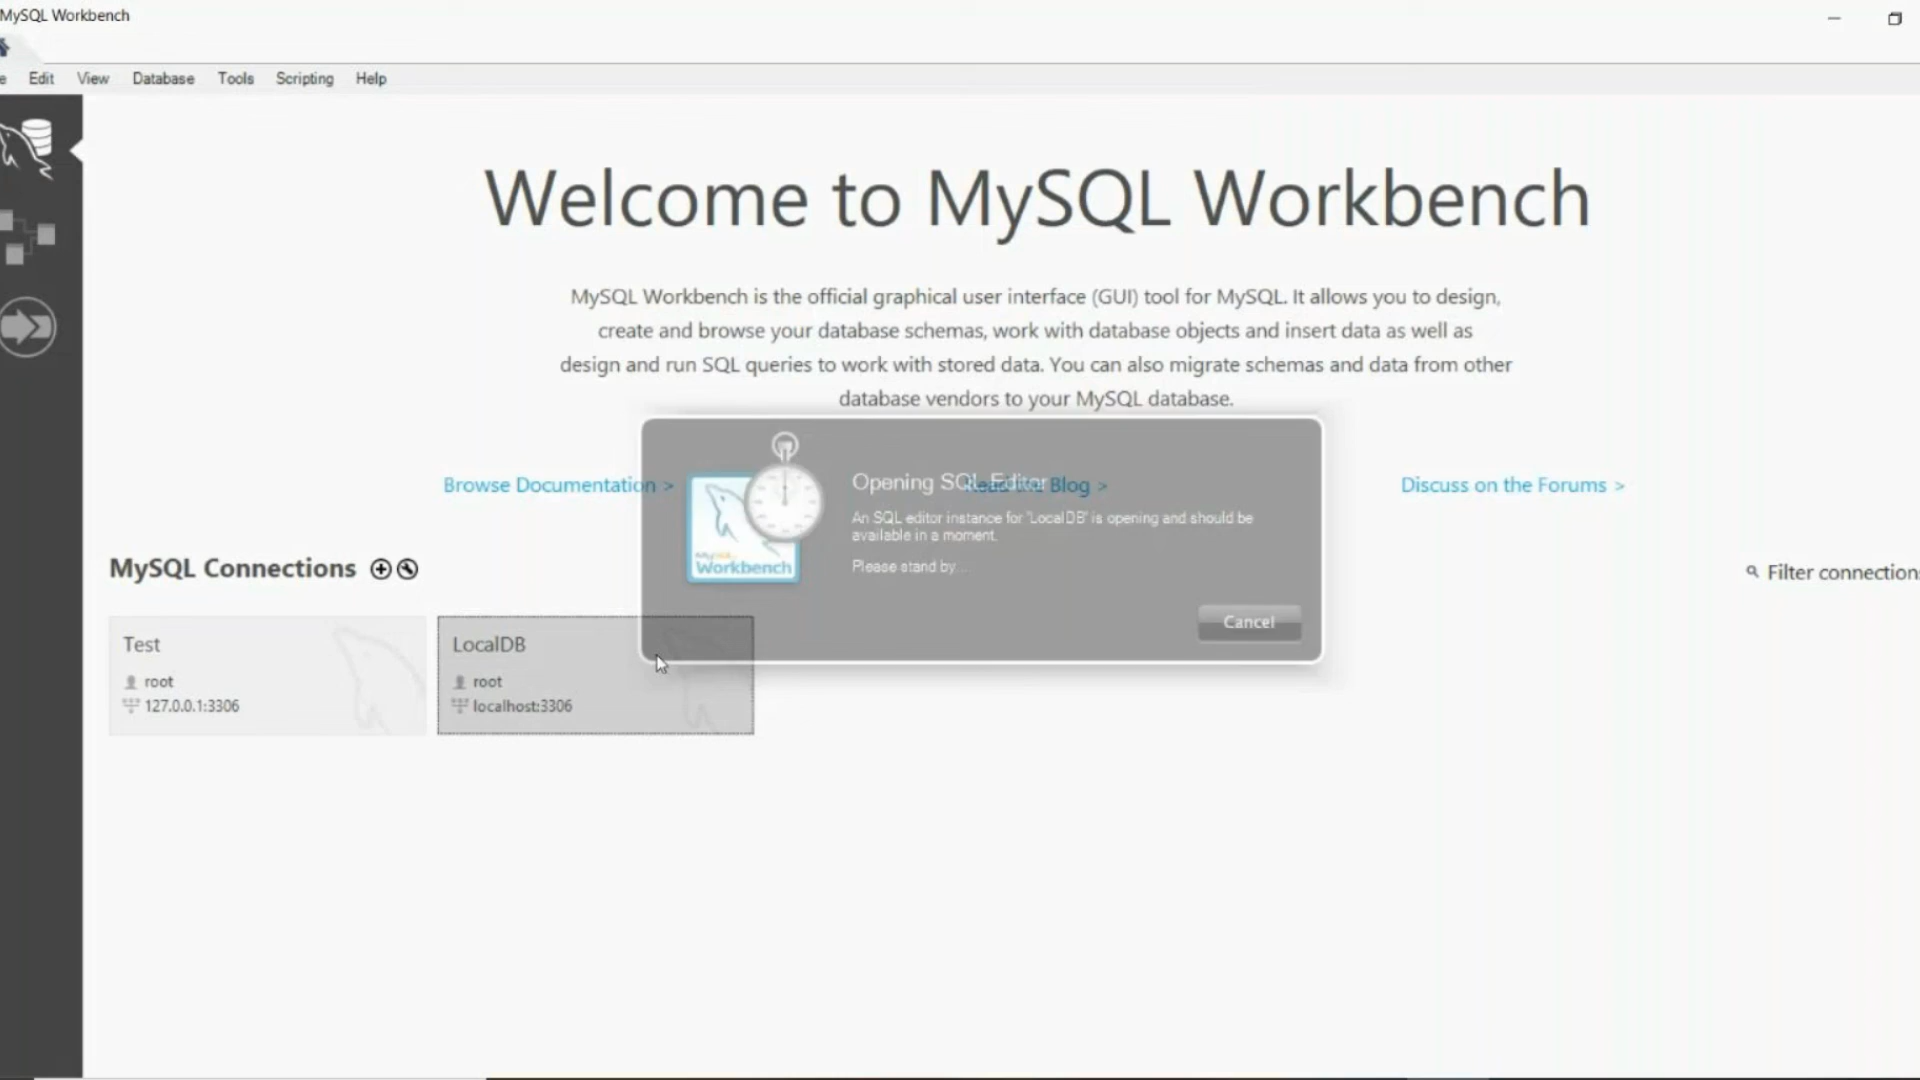 MySQL Workbench
Edit View Database Tools Scripting Help
Welcome to MySQL Workbench
MySQL Workbench is the official graphical user interface (GUI) tool for MySQL. It allows you to design,
create and browse your database schemas, work with database objects and insert data as well as
design and run SQL queries to work with stored data. You can also migrate schemas and data from other
database vendors to your MySQL database.
Browse Documentation >
Read the Blog >
Discuss on the Forums >
Opening SQL Editor
An SQL editor instance for 'LocalDB' is opening and should be
available in a moment.
Please stand by...
MySQL
Workbench
Cancel
MySQL Connections
Filter connections
Test
root
127.0.0.1:3306
LocalDB
root
localhost:3306